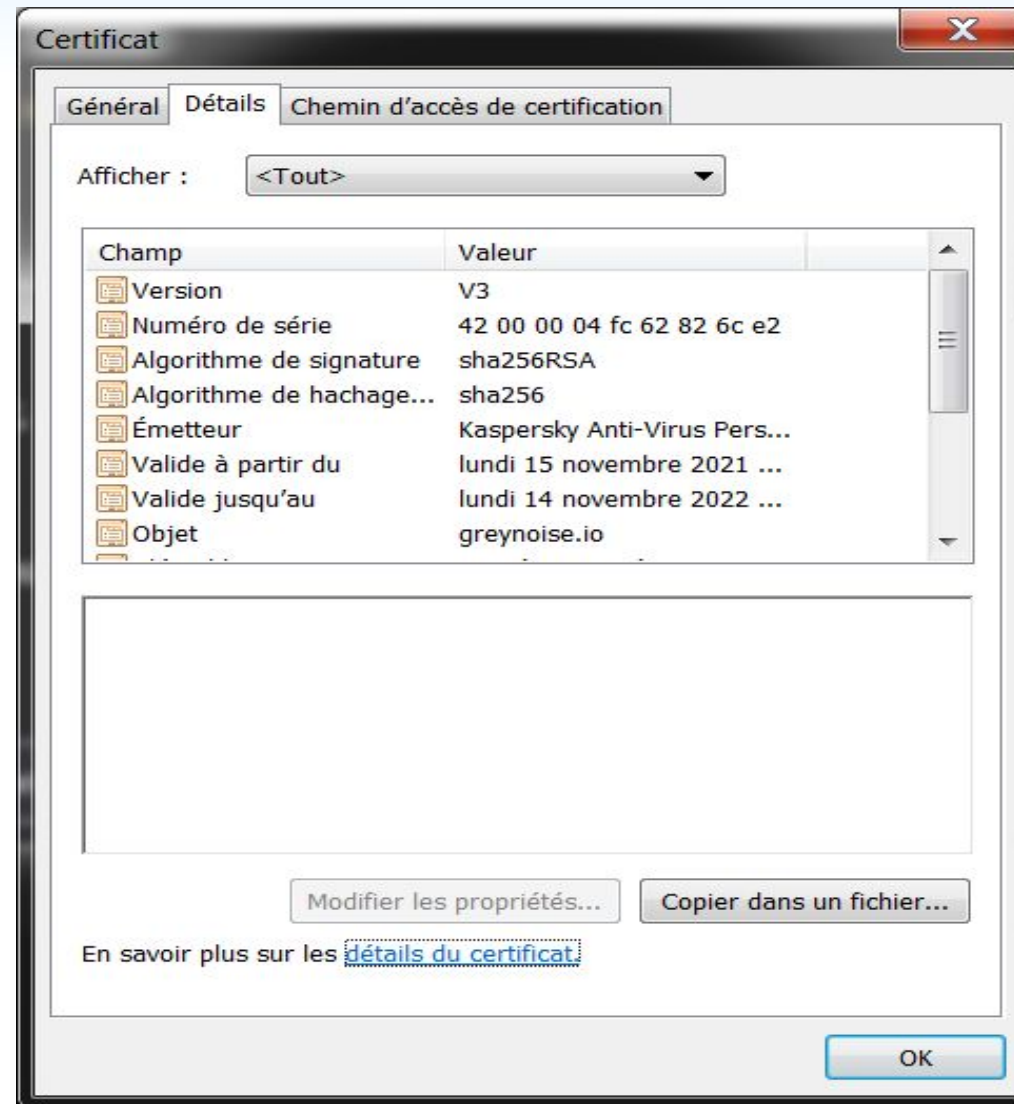 Certificat
Général Détails Chemin d'accès de certification
Afficher : <Tout>
Champ Valeur
Version V3
Numéro de série 42 00 00 04 fc 62 82 6c e2
Algorithme de signature sha256RSA
Algorithme de hachage... sha256
Émetteur Kaspersky Anti-Virus Pers...
Valide à partir du lundi 15 novembre 2021 ...
Valide jusqu'au lundi 14 novembre 2022 ...
Objet greynoise.io
Modifier les propriétés... Copier dans un fichier...
En savoir plus sur les détails du certificat.
OK